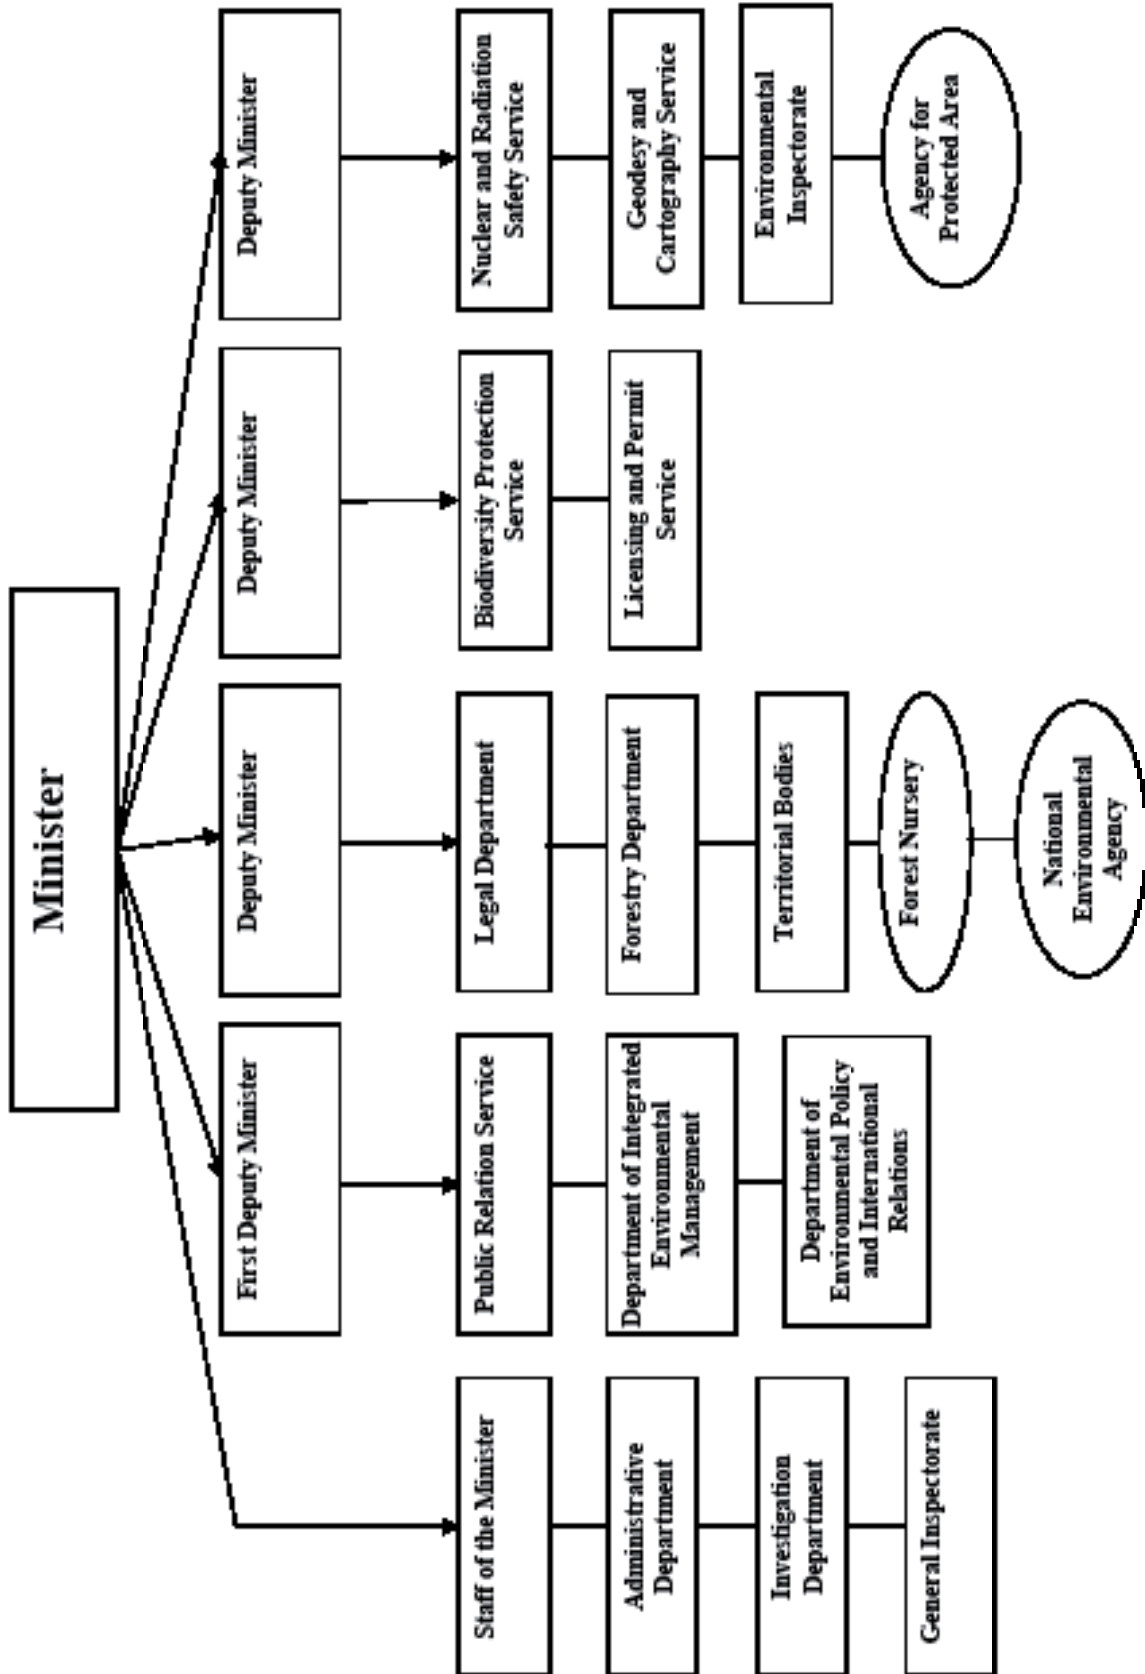 Minister
First Deputy Minister
Deputy Minister
Deputy Minister
Deputy Minister
Staff of the Minister
Public Relation Service
Legal Department
Biodiversity Protection
Service
Nuclear and Radiation
Safety Service
Administrative
Department
Department of Integrated
Environmental
Management
Forestry Department
Licensing and Permit
Service
Geodesy and
Cartography Service
Investigation
Department
Department of
Environmental Policy
and International
Relations
Territorial Bodies
Environmental
Inspectorate
General Inspectorate
Forest Nursery
Agency for
Protected Area
National
Environmental
Agency